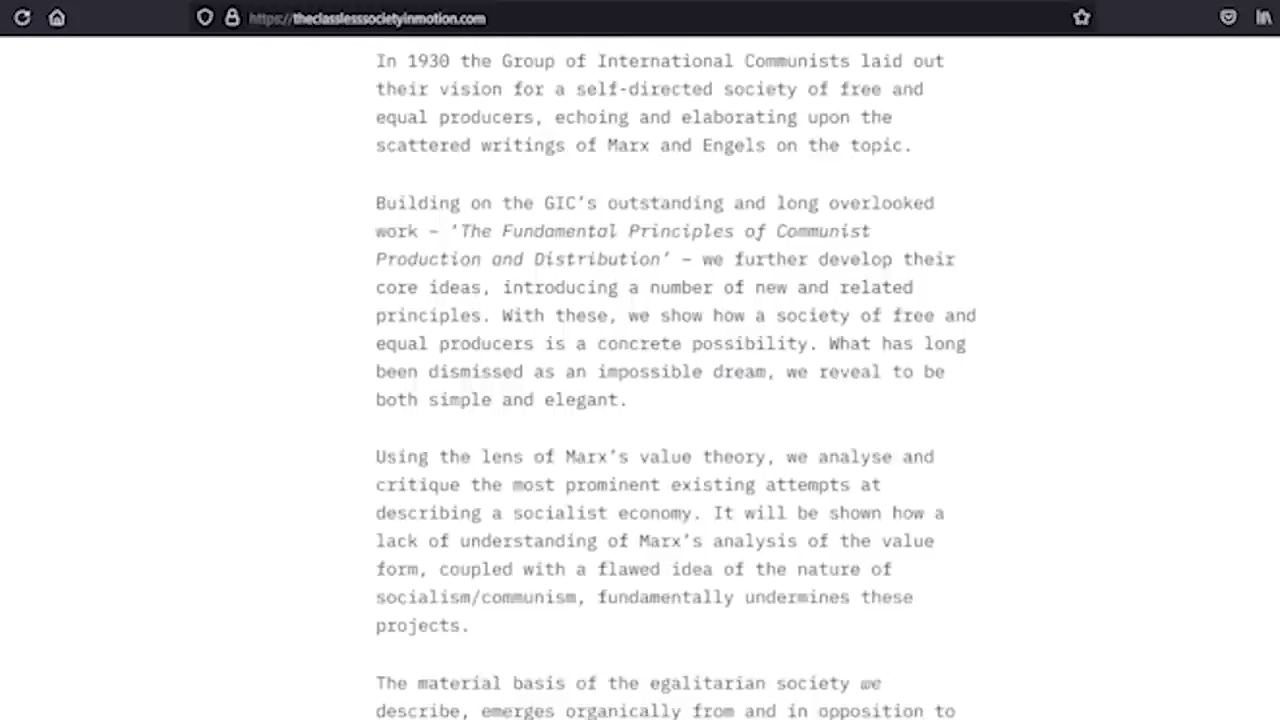 https://theclasslesssocietyinmotion.com
In 1930 the Group of International Communists laid out
their vision for a self-directed society of free and
equal producers, echoing and elaborating upon the
scattered writings of Marx and Engels on the topic.
Building on the GIC’s outstanding and long overlooked
work – ‘The Fundamental Principles of Communist
Production and Distribution’ – we further develop their
core ideas, introducing a number of new and related
principles. With these, we show how a society of free and
equal producers is a concrete possibility. What has long
been dismissed as an impossible dream, we reveal to be
both simple and elegant.
Using the lens of Marx’s value theory, we analyse and
critique the most prominent existing attempts at
describing a socialist economy. It will be shown how a
lack of understanding of Marx’s analysis of the value
form, coupled with a flawed idea of the nature of
socialism/communism, fundamentally undermines these
projects.
The material basis of the egalitarian society we
describe, emerges organically from and in opposition to